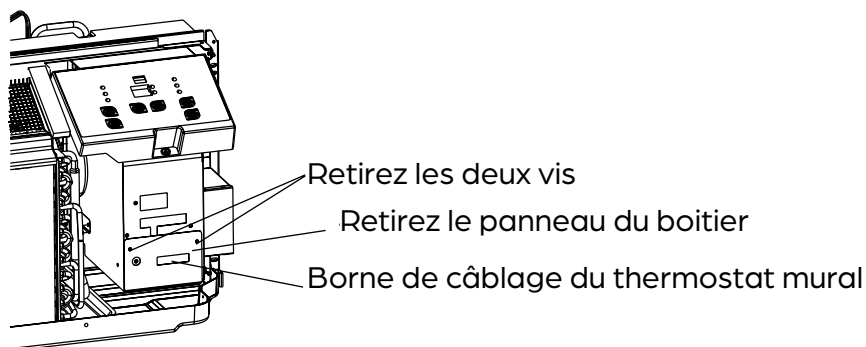 Retirez les deux vis
Retirez le panneau du boitier
Borne de câblage du thermostat mural